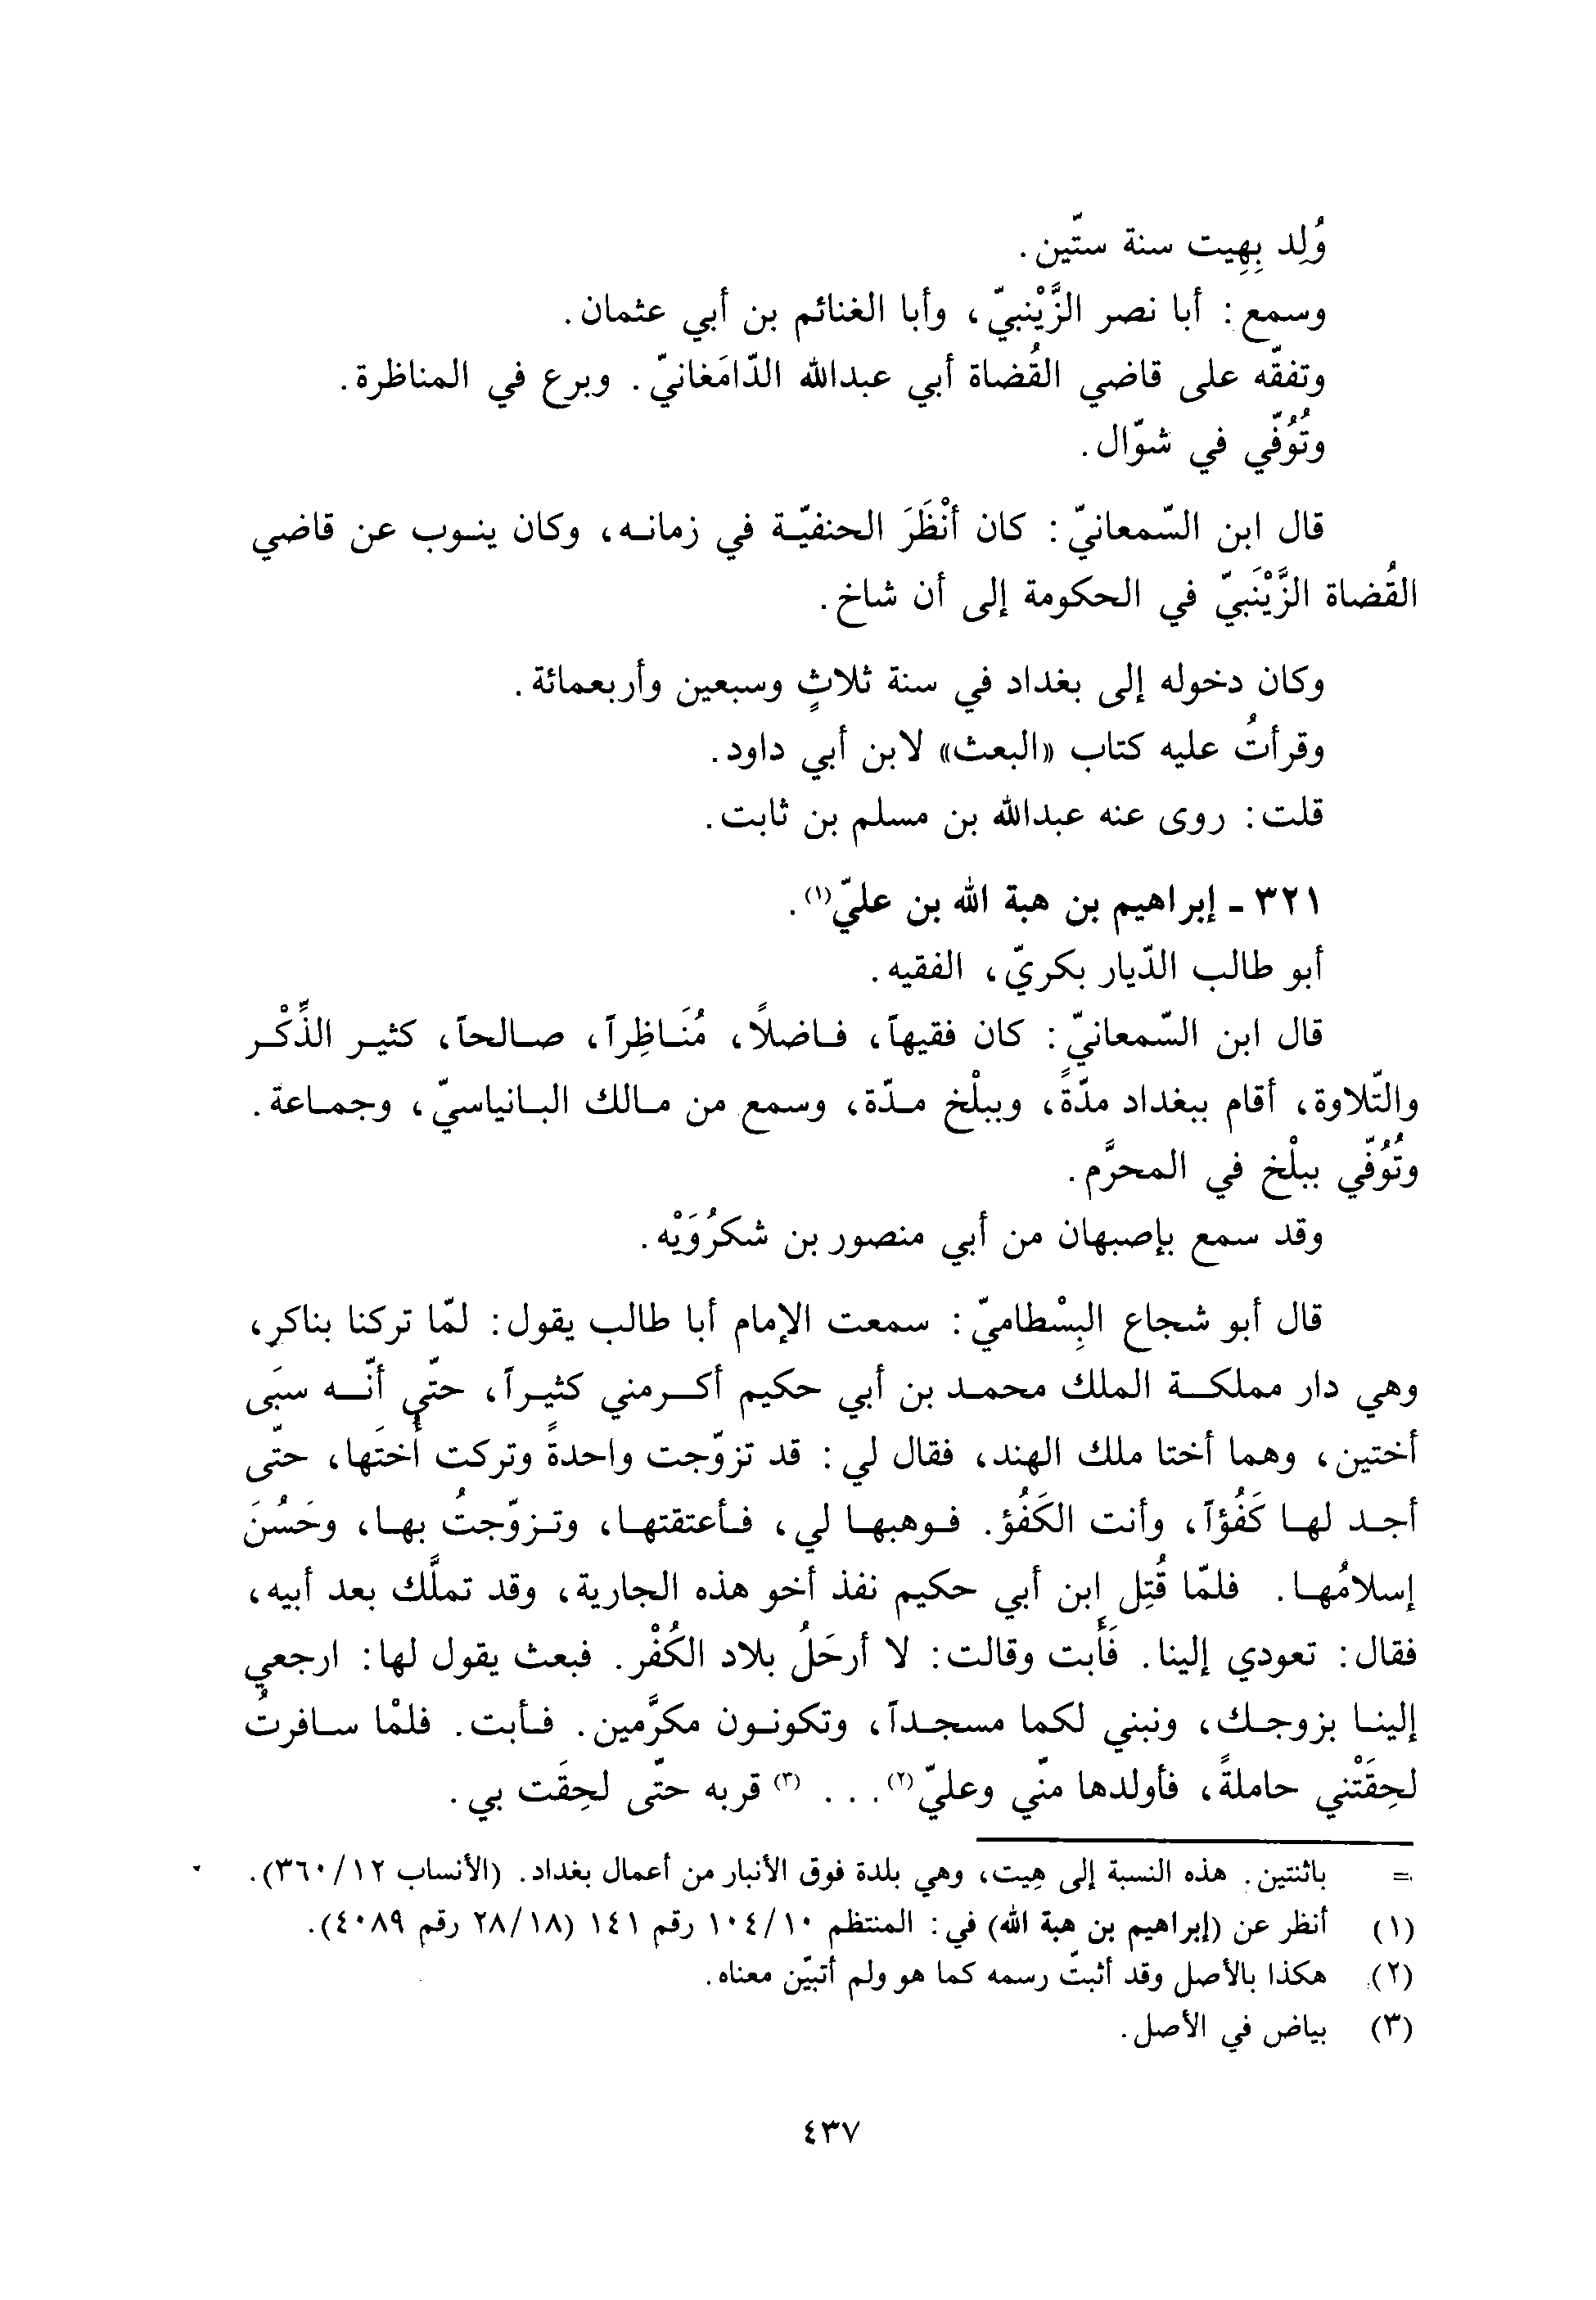 وُلِد بِهِيت سنة ستّين.
وسمع: أبا نصر الزَّيْنبيّ، وأبا الغنائم بن أبي عثمان.
وتفقّه على قاضي القُضاة أبي عبدالله الدّامَغانيّ. وبرع في المناظرة.
وتُوُفّي في شوّال.
قال ابن السّمعانيّ: كان أنْظَرَ الحنفيّة في زمانه، وكان ينوب عن قاضي
القُضاة الزَّيْنَبيّ في الحكومة إلى أن شاخ.
وكان دخوله إلى بغداد في سنة ثلاثٍ وسبعين وأربعمائة.
وقرأتُ عليه كتاب «البعث» لابن أبي داود.
قلت: روى عنه عبدالله بن مسلم بن ثابت.
٣٢١ - إبراهيم بن هبة الله بن عليّ(١).
أبو طالب الدّيار بكريّ، الفقيه.
قال ابن السّمعانيّ: كان فقيهاً، فاضلاً، مُنَاظِراً، صالحاً، كثير الذِّكْر
والتّلاوة، أقام ببغداد مدّةً، وببلْخ مدّة، وسمع من مالك البانياسيّ، وجماعة.
وتُوُفّي ببلْخ في المحرَّم.
وقد سمع بإصبهان من أبي منصور بن شكرُوَيْه.
قال أبو شجاع البِسْطاميّ: سمعت الإمام أبا طالب يقول: لمّا تركنا بناكر،
وهي دار مملكة الملك محمد بن أبي حكيم أكرمني كثيراً، حتّى أنّه سبَى
أختين، وهما أختا ملك الهند، فقال لي: قد تزوّجت واحدةً وتركت أُختَها، حتّى
أجد لها كَفُؤاً، وأنت الكَفُؤ. فوهبها لي، فأعتقتها، وتزوّجتُ بها، وحَسُنَ
إسلامُها. فلمّا قُتِل ابن أبي حكيم نفذ أخو هذه الجارية، وقد تملَّك بعد أبيه،
فقال: تعودي إلينا. فَأَبت وقالت: لا أرحَلُ بلاد الكُفْر. فبعث يقول لها: ارجعي
إلينا بزوجك، ونبني لكما مسجداً، وتكونون مكرَّمين. فأبت. فلمْا سافرتُ
لحِقَتْني حاملةً، فأولدها منّي وعليّ(٢)... (٣) قربه حتّى لحِقَت بي.
= باثنتين. هذه النسبة إلى هِيت، وهي بلدة فوق الأنبار من أعمال بغداد. (الأنساب ١٢/ ٣٦٠).
(١) أنظر عن (إبراهيم بن هبة الله) في: المنتظم ١٠/ ١٠٤ رقم ١٤١ (١٨/ ٢٨ رقم ٤٠٨٩).
(٢) هكذا بالأصل وقد أثبتّ رسمه كما هو ولم أتبيّن معناه.
(٣) بياض في الأصل.
٤٣٧